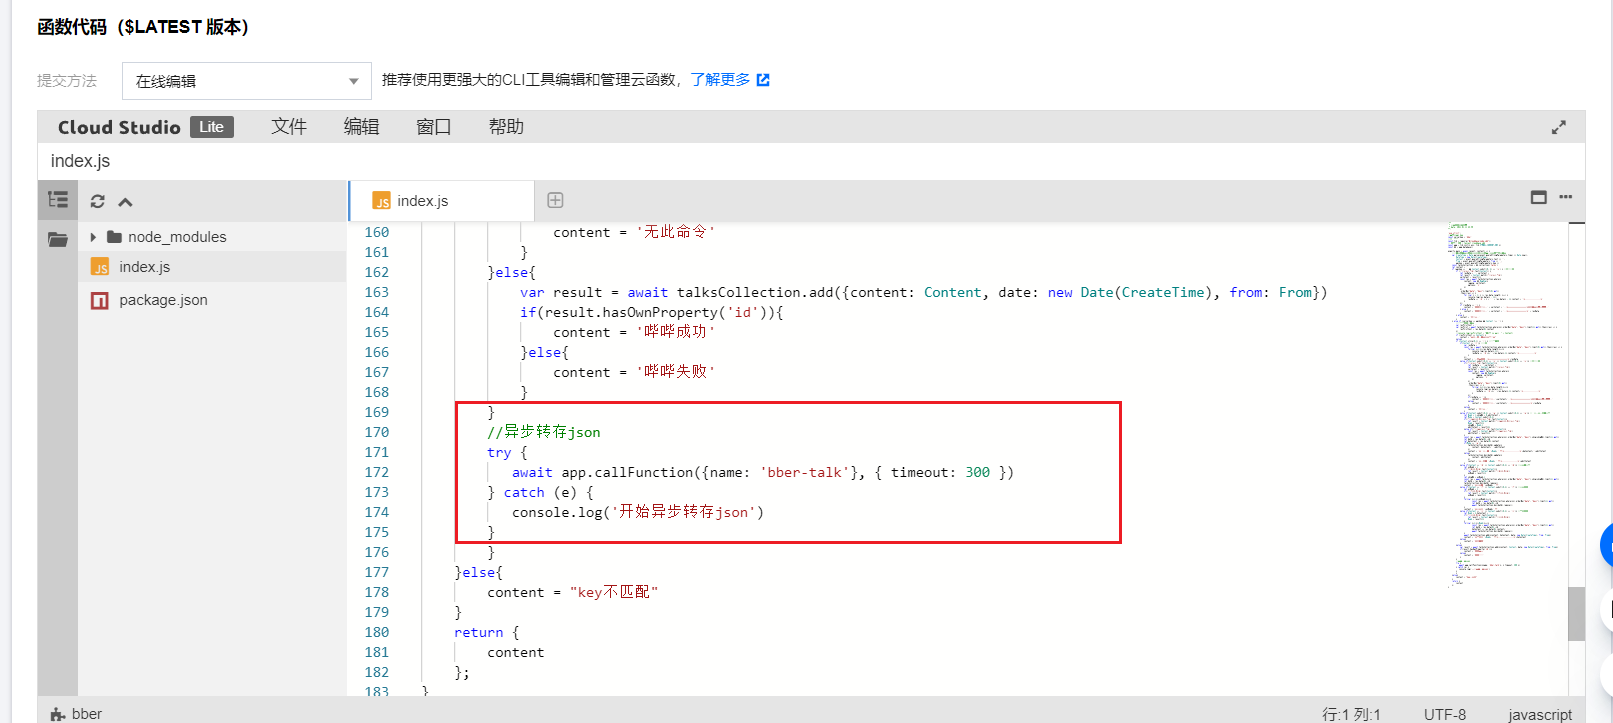 函数代码（$LATEST 版本）
提交方法 在线编辑 推荐使用更强大的CLI工具编辑和管理云函数，了解更多
Cloud Studio Lite 文件 编辑 窗口 帮助
index.js
index.js
node_modules
index.js
package.json
160 content = '无此命令'
161 }
162 }else{
163 var result = await talksCollection.add({content: Content, date: new Date(CreateTime), from: From})
164 if(result.hasOwnProperty('id')){
165 content = '哔哔成功'
166 }else{
167 content = '哔哔失败'
168 }
169 }
170 //异步转存json
171 try {
172 await app.callFunction({name: 'bber-talk'}, { timeout: 300 })
173 } catch (e) {
174 console.log('开始异步转存json')
175 }
176 }
177 }else{
178 content = "key不匹配"
179 }
180 return {
181 content
182 };
183 }
bber 行:1 列:1 UTF-8 javascript